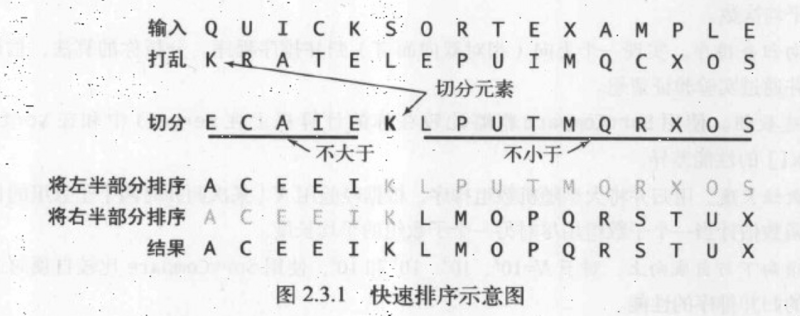 输入 Q U I C K S O R T E X A M P L E
打乱 K R A T E L E P U I M Q C X O S
切分元素
切分 E C A I E K L P U T M Q R X O S
不大于 不小于
将左半部分排序 A C E E I K L P U T M Q R X O S
将右半部分排序 A C E E I K L M O P Q R S T U X
结果 A C E E I K L M O P Q R S T U X
图 2.3.1 快速排序示意图